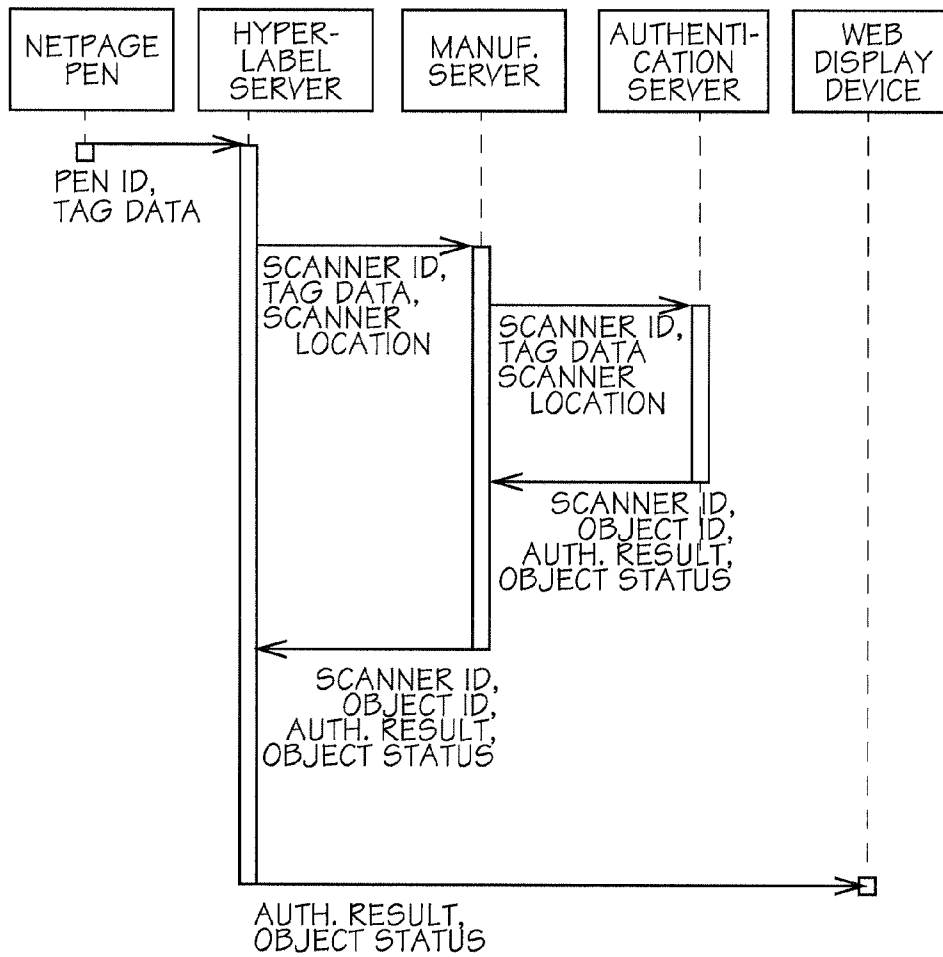 NETPAGE
PEN
HYPER-
LABEL
SERVER
MANUF.
SERVER
AUTHENTI-
CATION
SERVER
WEB
DISPLAY
DEVICE
PEN ID,
TAG DATA
SCANNER ID,
TAG DATA,
SCANNER
LOCATION
SCANNER ID,
TAG DATA
SCANNER
LOCATION
SCANNER ID,
OBJECT ID,
AUTH. RESULT,
OBJECT STATUS
SCANNER ID,
OBJECT ID,
AUTH. RESULT,
OBJECT STATUS
AUTH. RESULT,
OBJECT STATUS